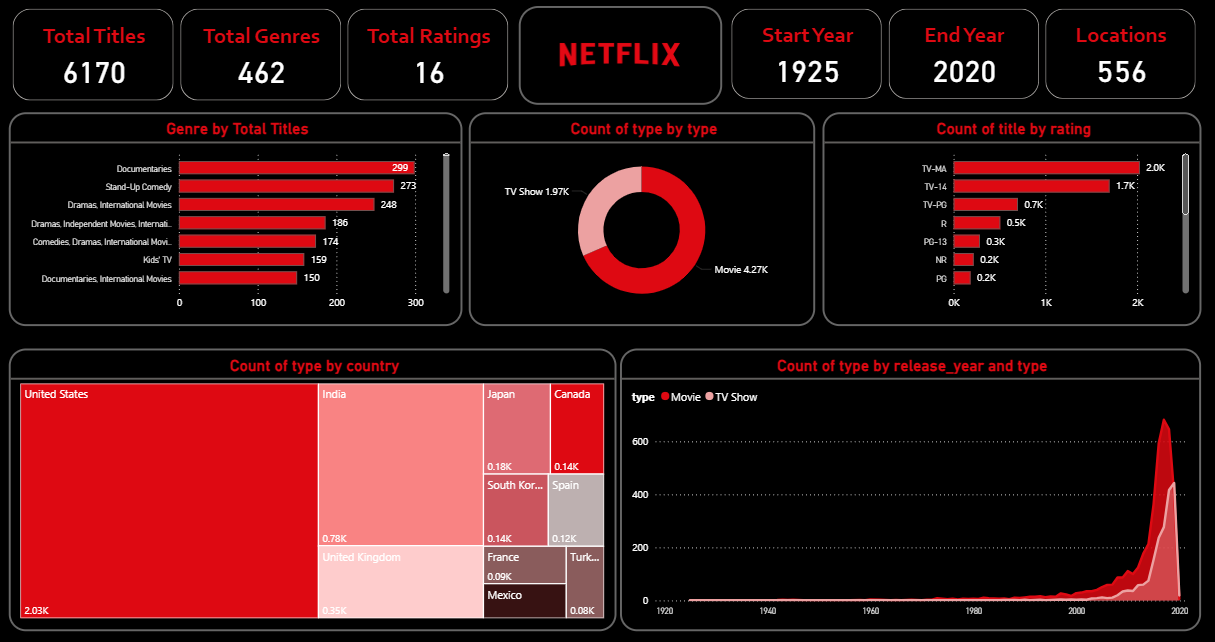 Total Titles
6170
Total Genres
462
Total Ratings
16
NETFLIX
Start Year
1925
End Year
2020
Locations
556
Genre by Total Titles
Documentaries
299
Stand-Up Comedy
273
Dramas, International Movies
248
Dramas, Independent Movies, Internati...
186
Comedies, Dramas, International Movi...
174
Kids' TV
159
Documentaries, International Movies
150
0
100
200
300
Count of type by type
TV Show 1.97K
Movie 4.27K
Count of title by rating
TV-MA
2.0K
TV-14
1.7K
TV-PG
0.7K
R
0.5K
PG-13
0.3K
NR
0.2K
PG
0.2K
0K
1K
2K
Count of type by country
United States
2.03K
India
0.78K
United Kingdom
0.35K
Japan
0.18K
Canada
0.14K
South Kor...
0.14K
Spain
0.12K
France
0.09K
Mexico
Turk...
0.08K
Count of type by release_year and type
type Movie TV Show
600
400
200
0
1920
1940
1960
1980
2000
2020